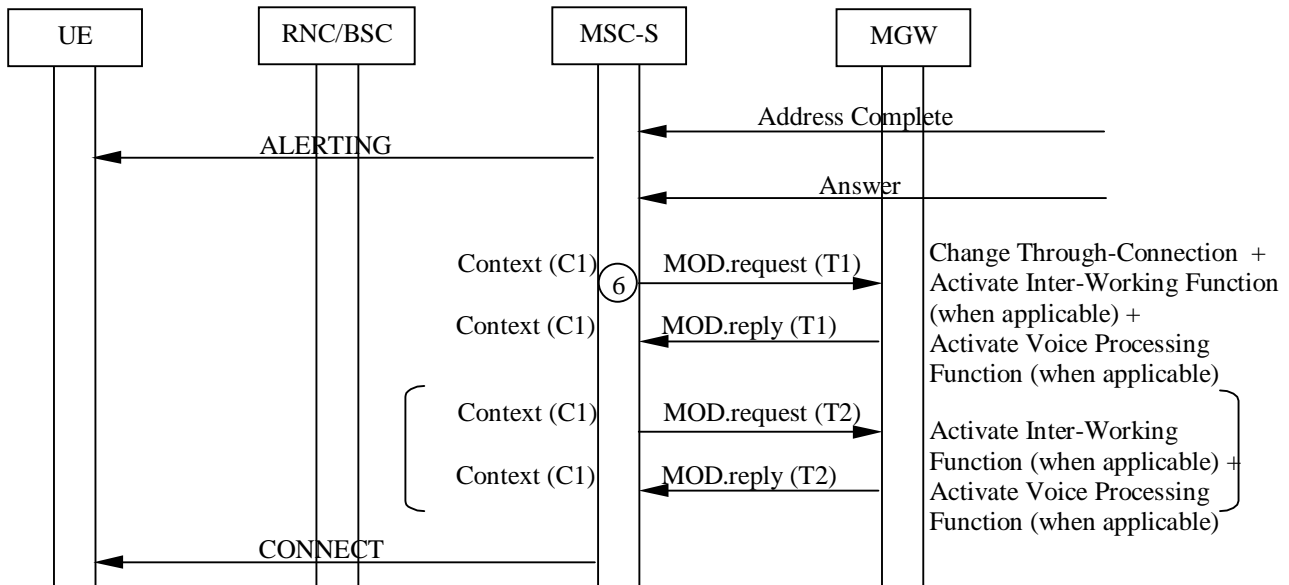 UE
RNC/BSC
MSC-S
MGW
Address Complete
ALERTING
Answer
Context (C1)
6
MOD.request (T1)
Change Through-Connection +
Activate Inter-Working Function
(when applicable) +
Activate Voice Processing
Function (when applicable)
Context (C1)
MOD.reply (T1)
Context (C1)
MOD.request (T2)
Activate Inter-Working
Function (when applicable) +
Activate Voice Processing
Function (when applicable)
Context (C1)
MOD.reply (T2)
CONNECT